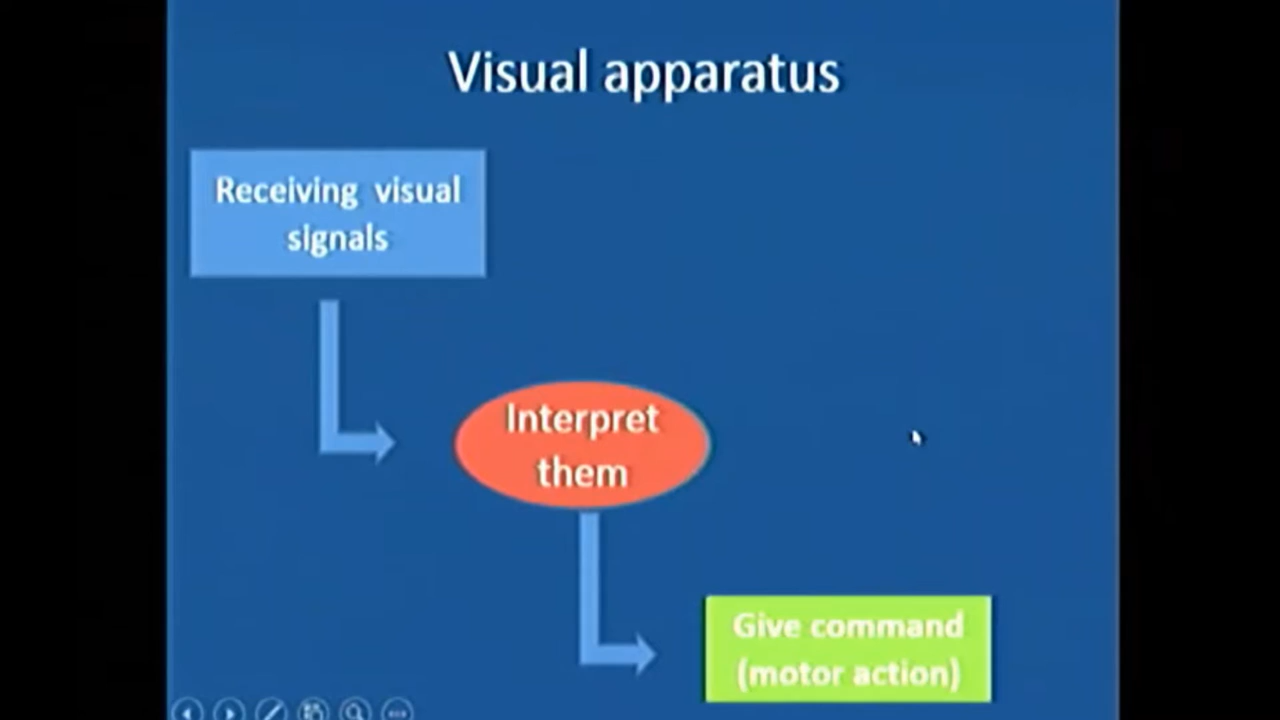 Visual apparatus
Receiving visual
signals
Interpret
them
Give command
(motor action)